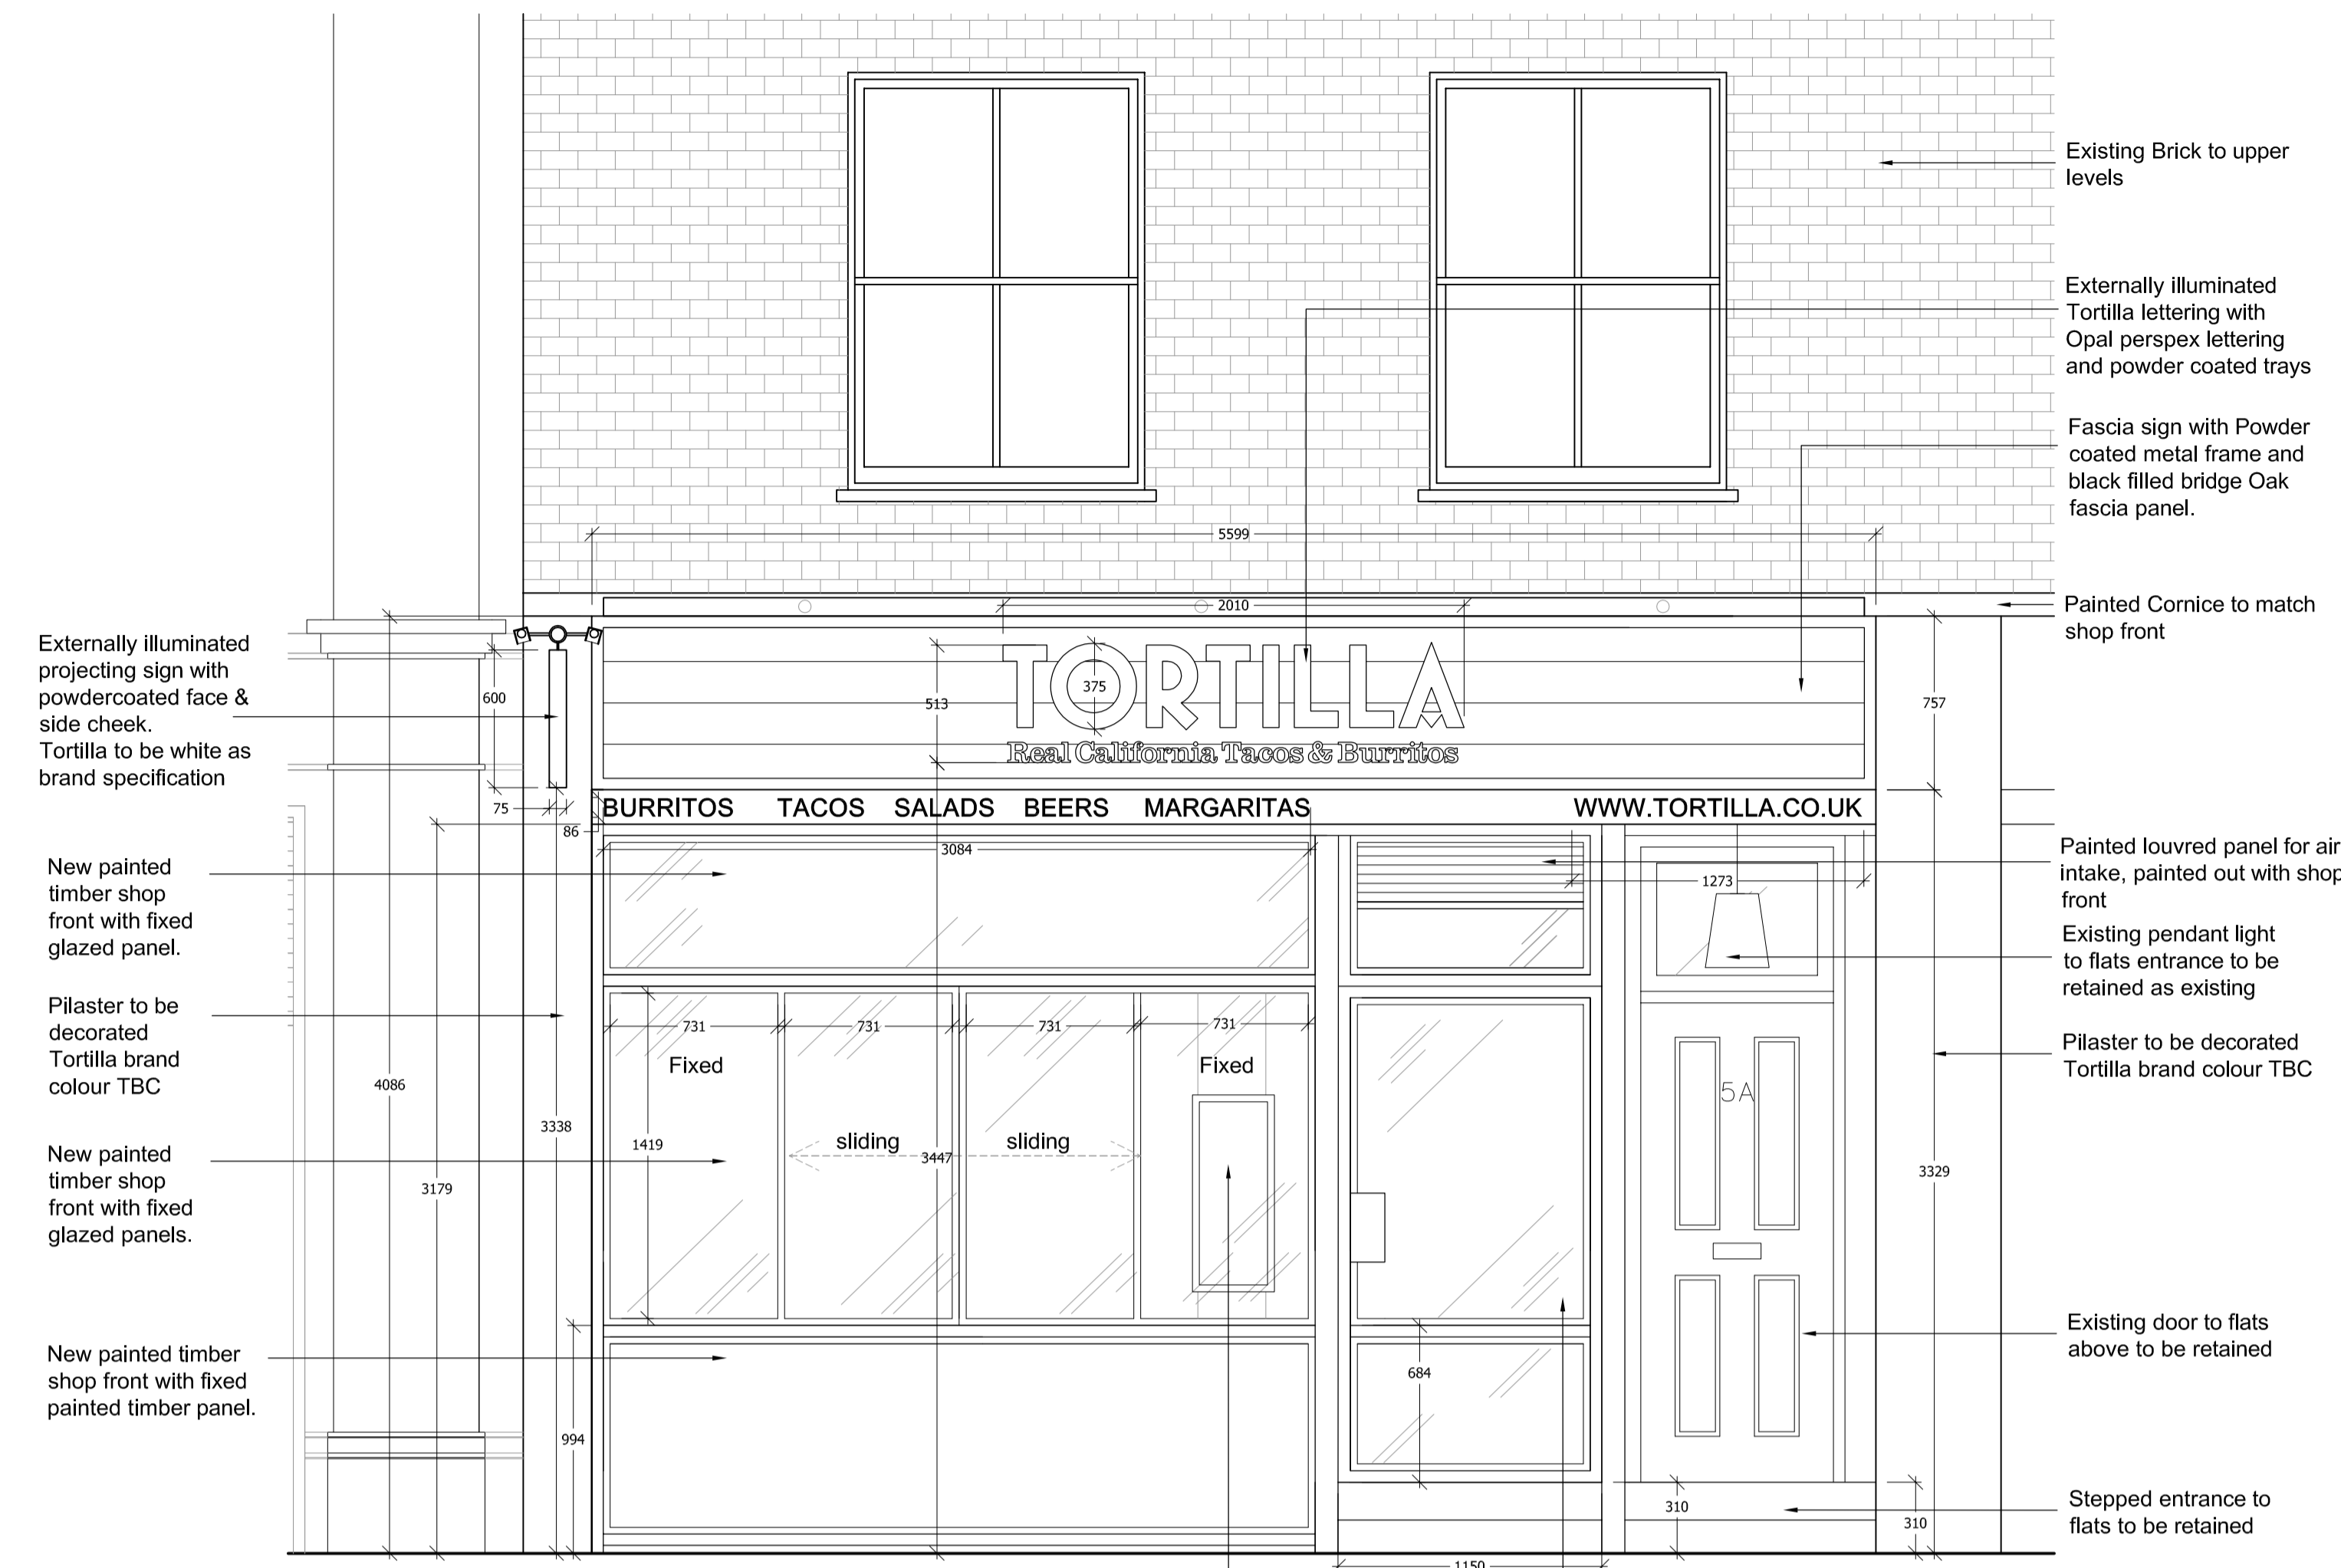 Existing Brick to upper
levels
Externally illuminated
Tortilla lettering with
Opal perspex lettering
and powder coated trays
Fascia sign with Powder
coated metal frame and
black filled bridge Oak
fascia panel.
5599
2010
Painted Cornice to match
shop front
Externally illuminated
projecting sign with
powdercoated face &
side cheek.
Tortilla to be white as
brand specification
600
TORTILLA
375
513
757
Real California Tacos & Burritos
75
86
BURRITOS TACOS SALADS BEERS MARGARITAS WWW.TORTILLA.CO.UK
3084
1273
Painted louvred panel for air
intake, painted out with shop
front
New painted
timber shop
front with fixed
glazed panel.
Existing pendant light
to flats entrance to be
retained as existing
Pilaster to be
decorated
Tortilla brand
colour TBC
731 731 731 731
Fixed Fixed
Pilaster to be decorated
Tortilla brand colour TBC
5A
4086
3338
1419
sliding sliding
3447
3179
3329
New painted
timber shop
front with fixed
glazed panels.
Existing door to flats
above to be retained
New painted timber
shop front with fixed
painted timber panel.
684
994
310
310
Stepped entrance to
flats to be retained
1150